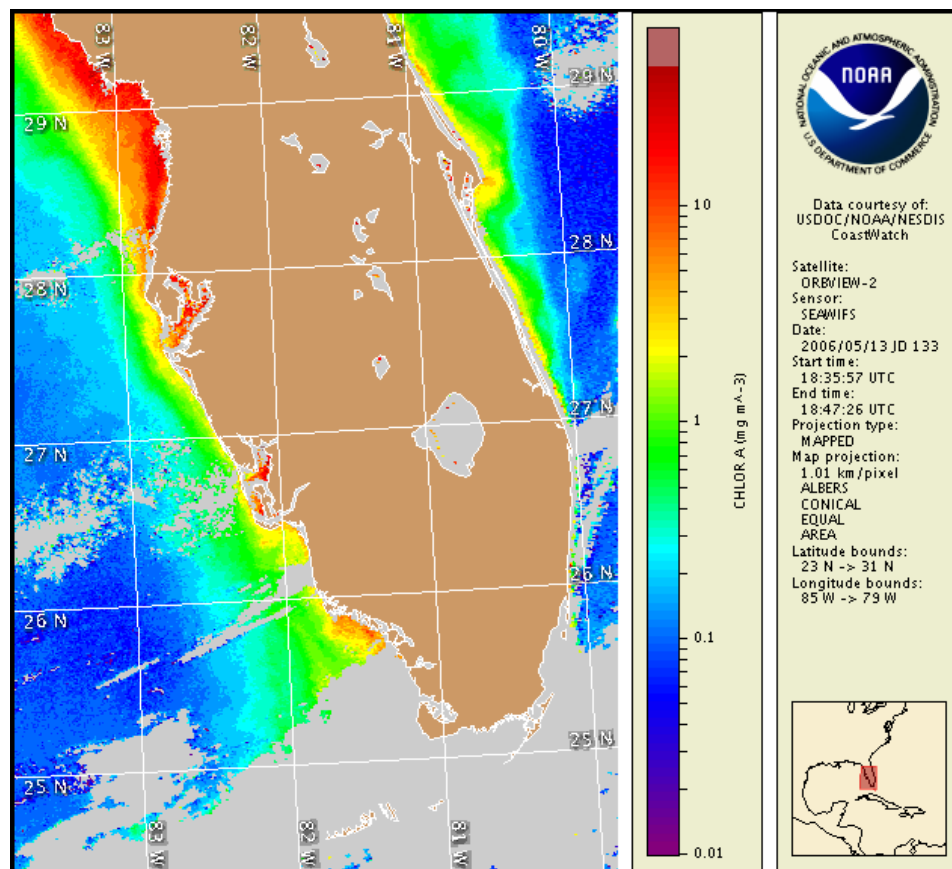 83 W
82 W
81 W
80 W
29 N
29 N
28 N
28 N
27 N
27 N
26 N
26 N
25 N
25 N
83 W
82 W
81 W
10
1
0.1
0.01
CHLOR A (mg m^-3)
NATIONAL OCEANIC AND ATMOSPHERIC ADMINISTRATION
NOAA
U.S. DEPARTMENT OF COMMERCE
Data courtesy of:
USDOC/NOAA/NESDIS
CoastWatch
Satellite:
ORBVIEW-2
Sensor:
SEAWIFS
Date:
2006/05/13 JD 133
Start time:
18:35:57 UTC
End time:
18:47:26 UTC
Projection type:
MAPPED
Map projection:
1.01 km/pixel
ALBERS
CONICAL
EQUAL
AREA
Latitude bounds:
23 N -> 31 N
Longitude bounds:
85 W -> 79 W